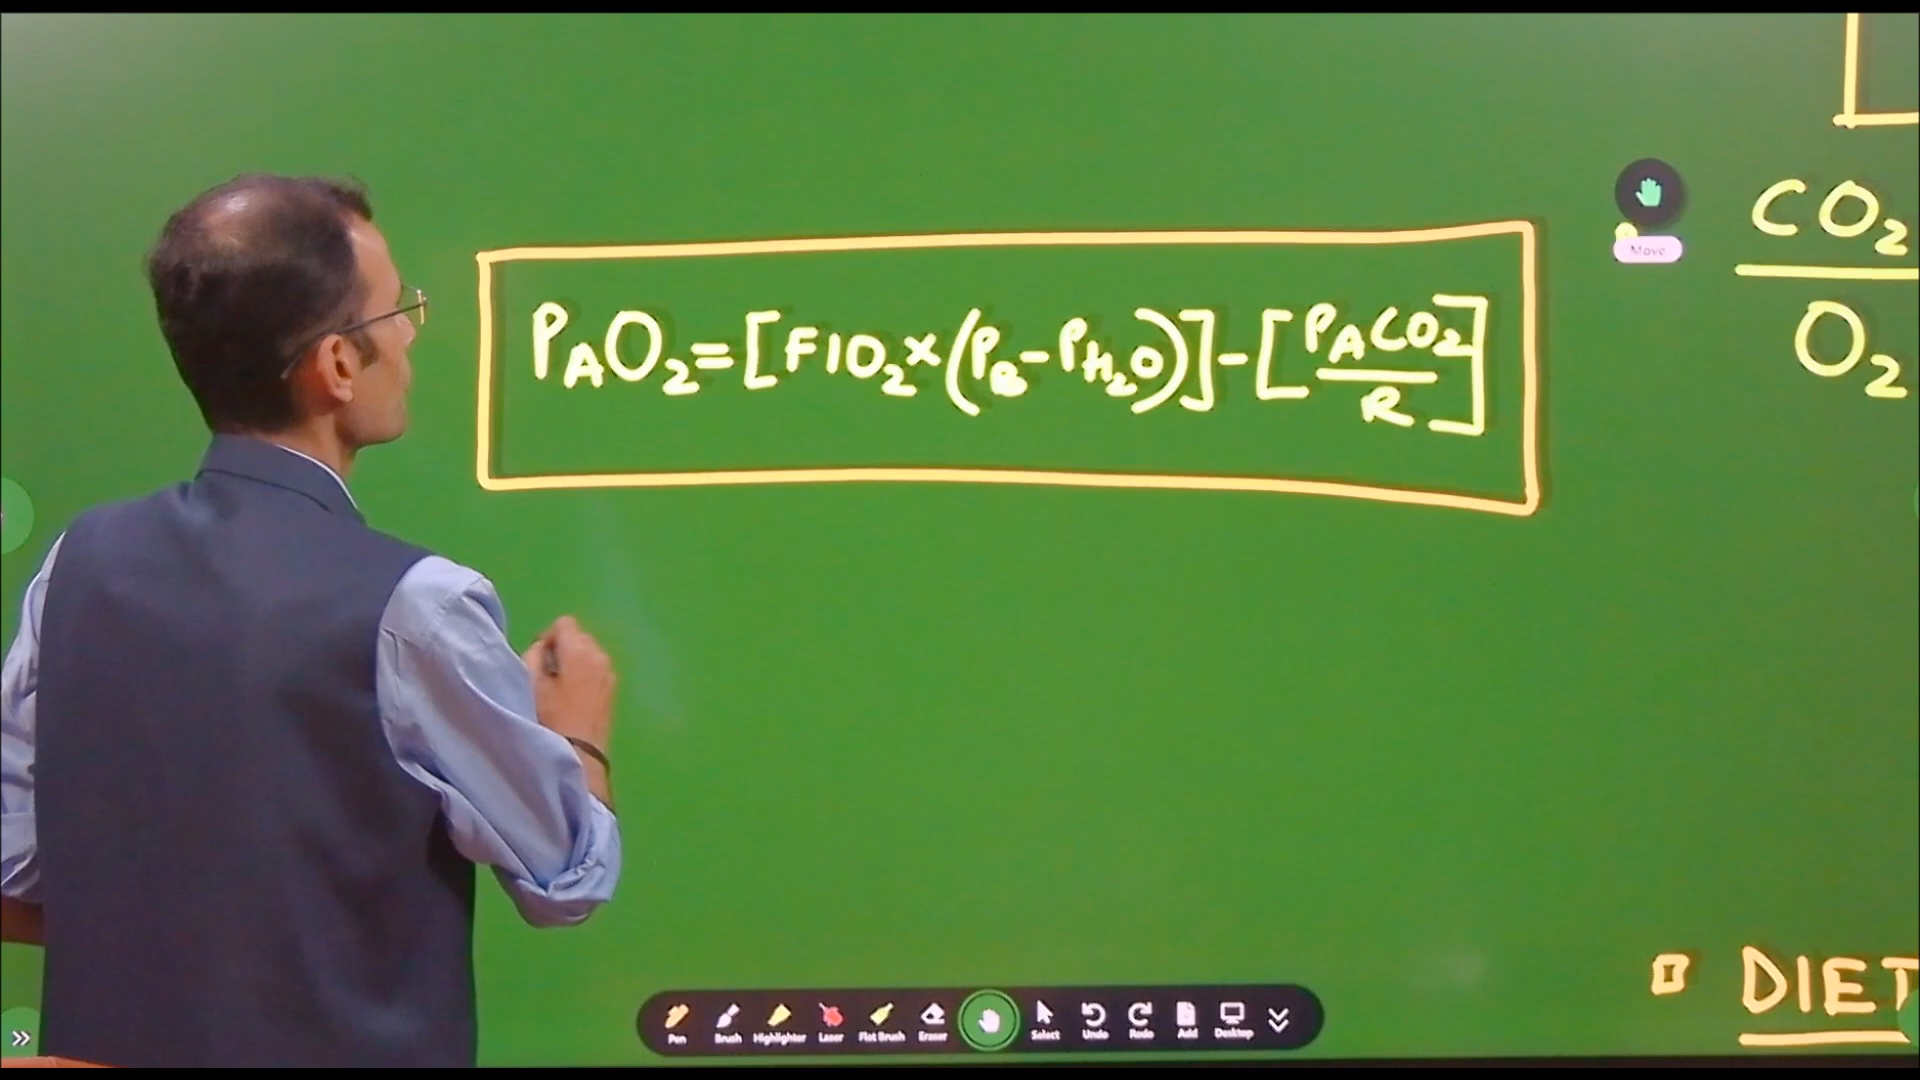 PAO2=[FIO2×(PB-PH2O)]-[PACO2/R]
CO2
O2
Move
DIET
Pen Brush Highlighter Laser Flat Brush Eraser Select Undo Redo Add Desktop